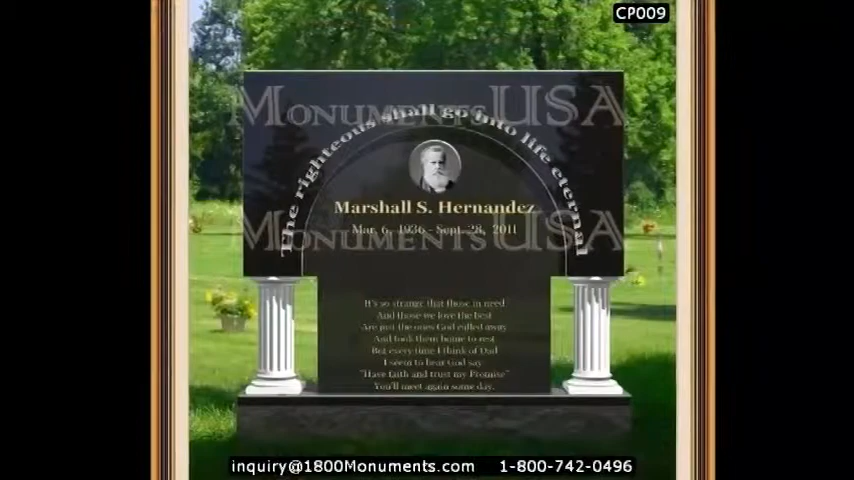 CP009
MONUMENTS USA
The righteous shall go into life eternal
Marshall S. Hernandez
Mar. 6, 1936 - Sept. 28, 2011
MONUMENTS USA
It's so strange that those in need
And those we love the best
Are just the ones God called away
And took them home to rest
But every time I think of Dad
I seem to hear God say
"Have faith and trust my Promise"
You'll meet again some day.
inquiry@1800Monuments.com 1-800-742-0496